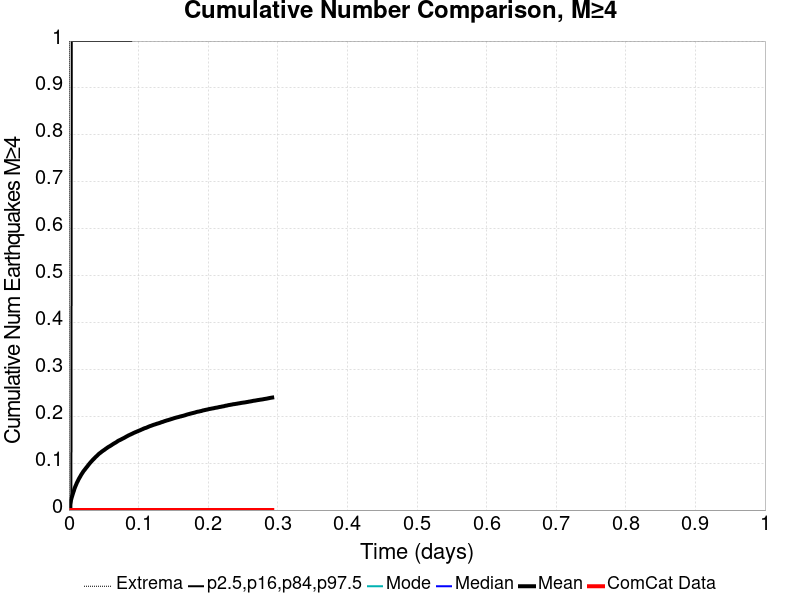 Cumulative Number Comparison, M≥4
Cumulative Num Earthquakes M≥4
1
0.9
0.8
0.7
0.6
0.5
0.4
0.3
0.2
0.1
0
0 0.1 0.2 0.3 0.4 0.5 0.6 0.7 0.8 0.9 1
Time (days)
Extrema p2.5,p16,p84,p97.5 Mode Median Mean ComCat Data